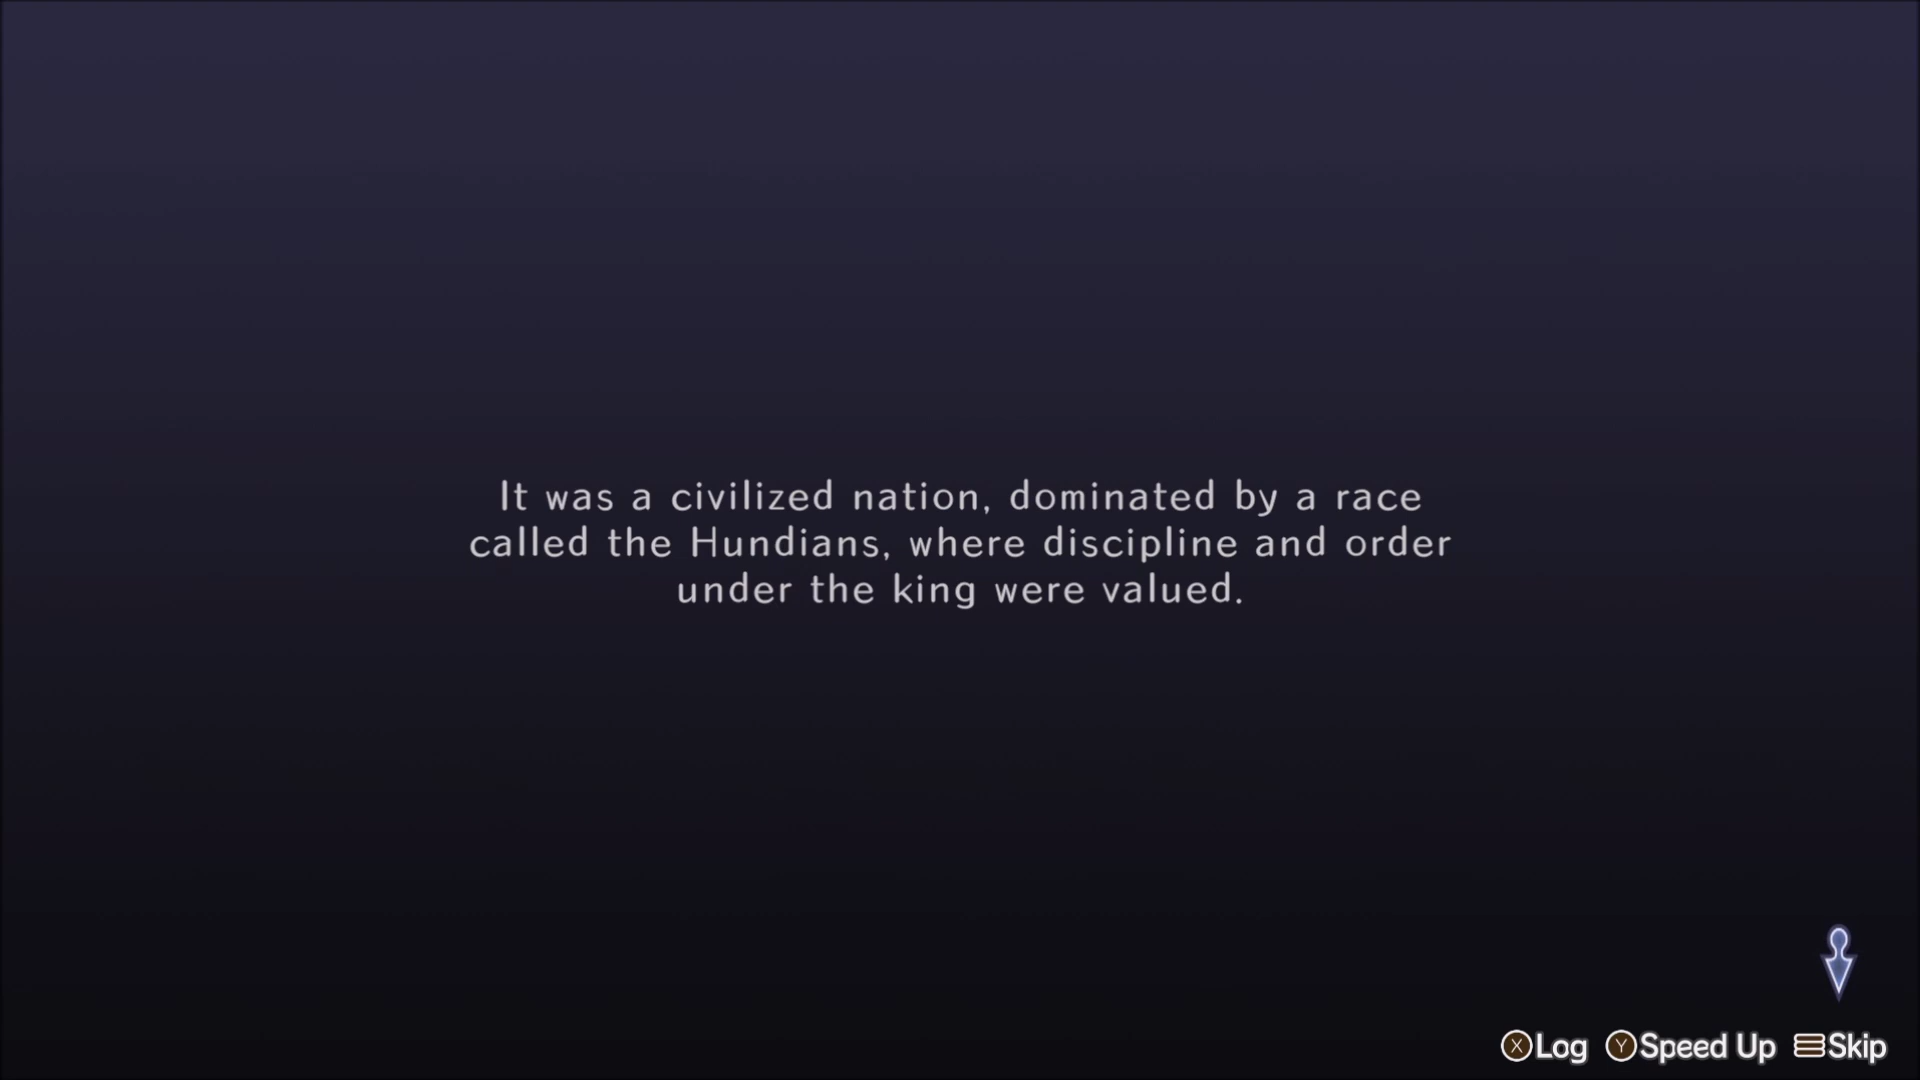 It was a civilized nation, dominated by a race
called the Hundians, where discipline and order
under the king were valued.
X Log Y Speed Up Skip